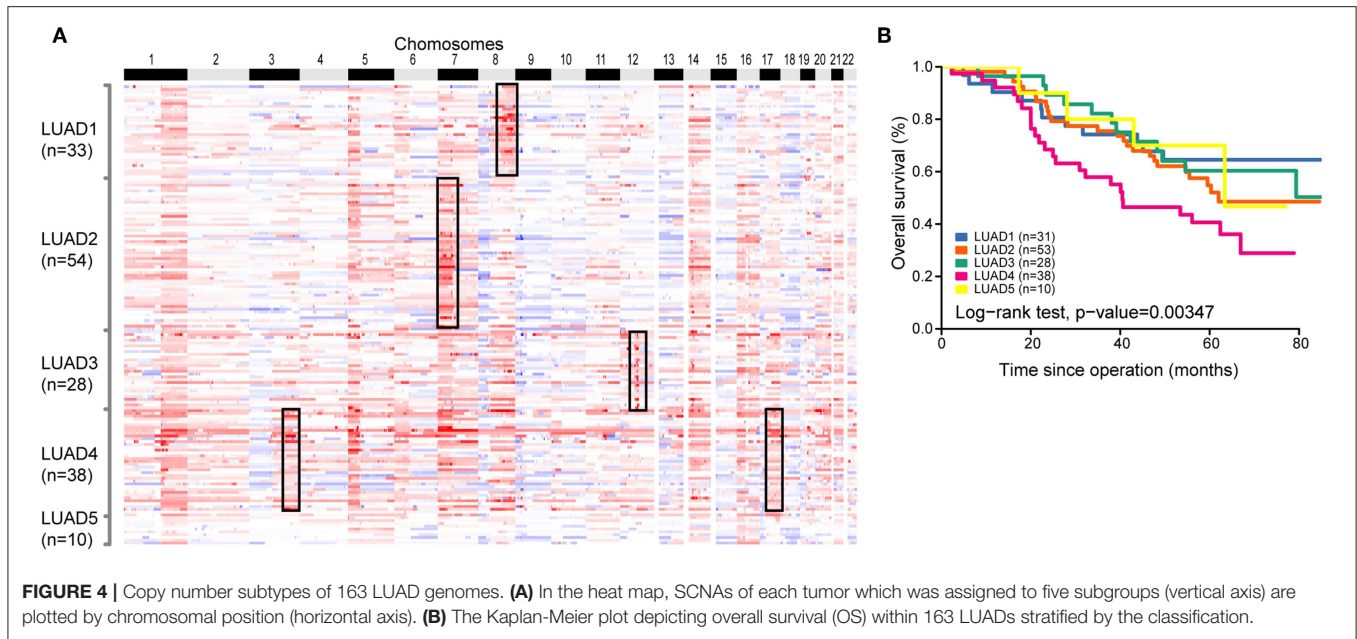 A
Chomosomes
1 2 3 4 5 6 7 8 9 10 11 12 13 14 15 16 17 18 19 20 21 22
LUAD1
(n=33)
LUAD2
(n=54)
LUAD3
(n=28)
LUAD4
(n=38)
LUAD5
(n=10)
B
Overall survival (%)
1.0
0.8
0.6
0.4
0.2
0.0
LUAD1 (n=31)
LUAD2 (n=53)
LUAD3 (n=28)
LUAD4 (n=38)
LUAD5 (n=10)
Log-rank test, p-value=0.00347
0 20 40 60 80
Time since operation (months)
FIGURE 4 | Copy number subtypes of 163 LUAD genomes. (A) In the heat map, SCNAs of each tumor which was assigned to five subgroups (vertical axis) are
plotted by chromosomal position (horizontal axis). (B) The Kaplan-Meier plot depicting overall survival (OS) within 163 LUADs stratified by the classification.